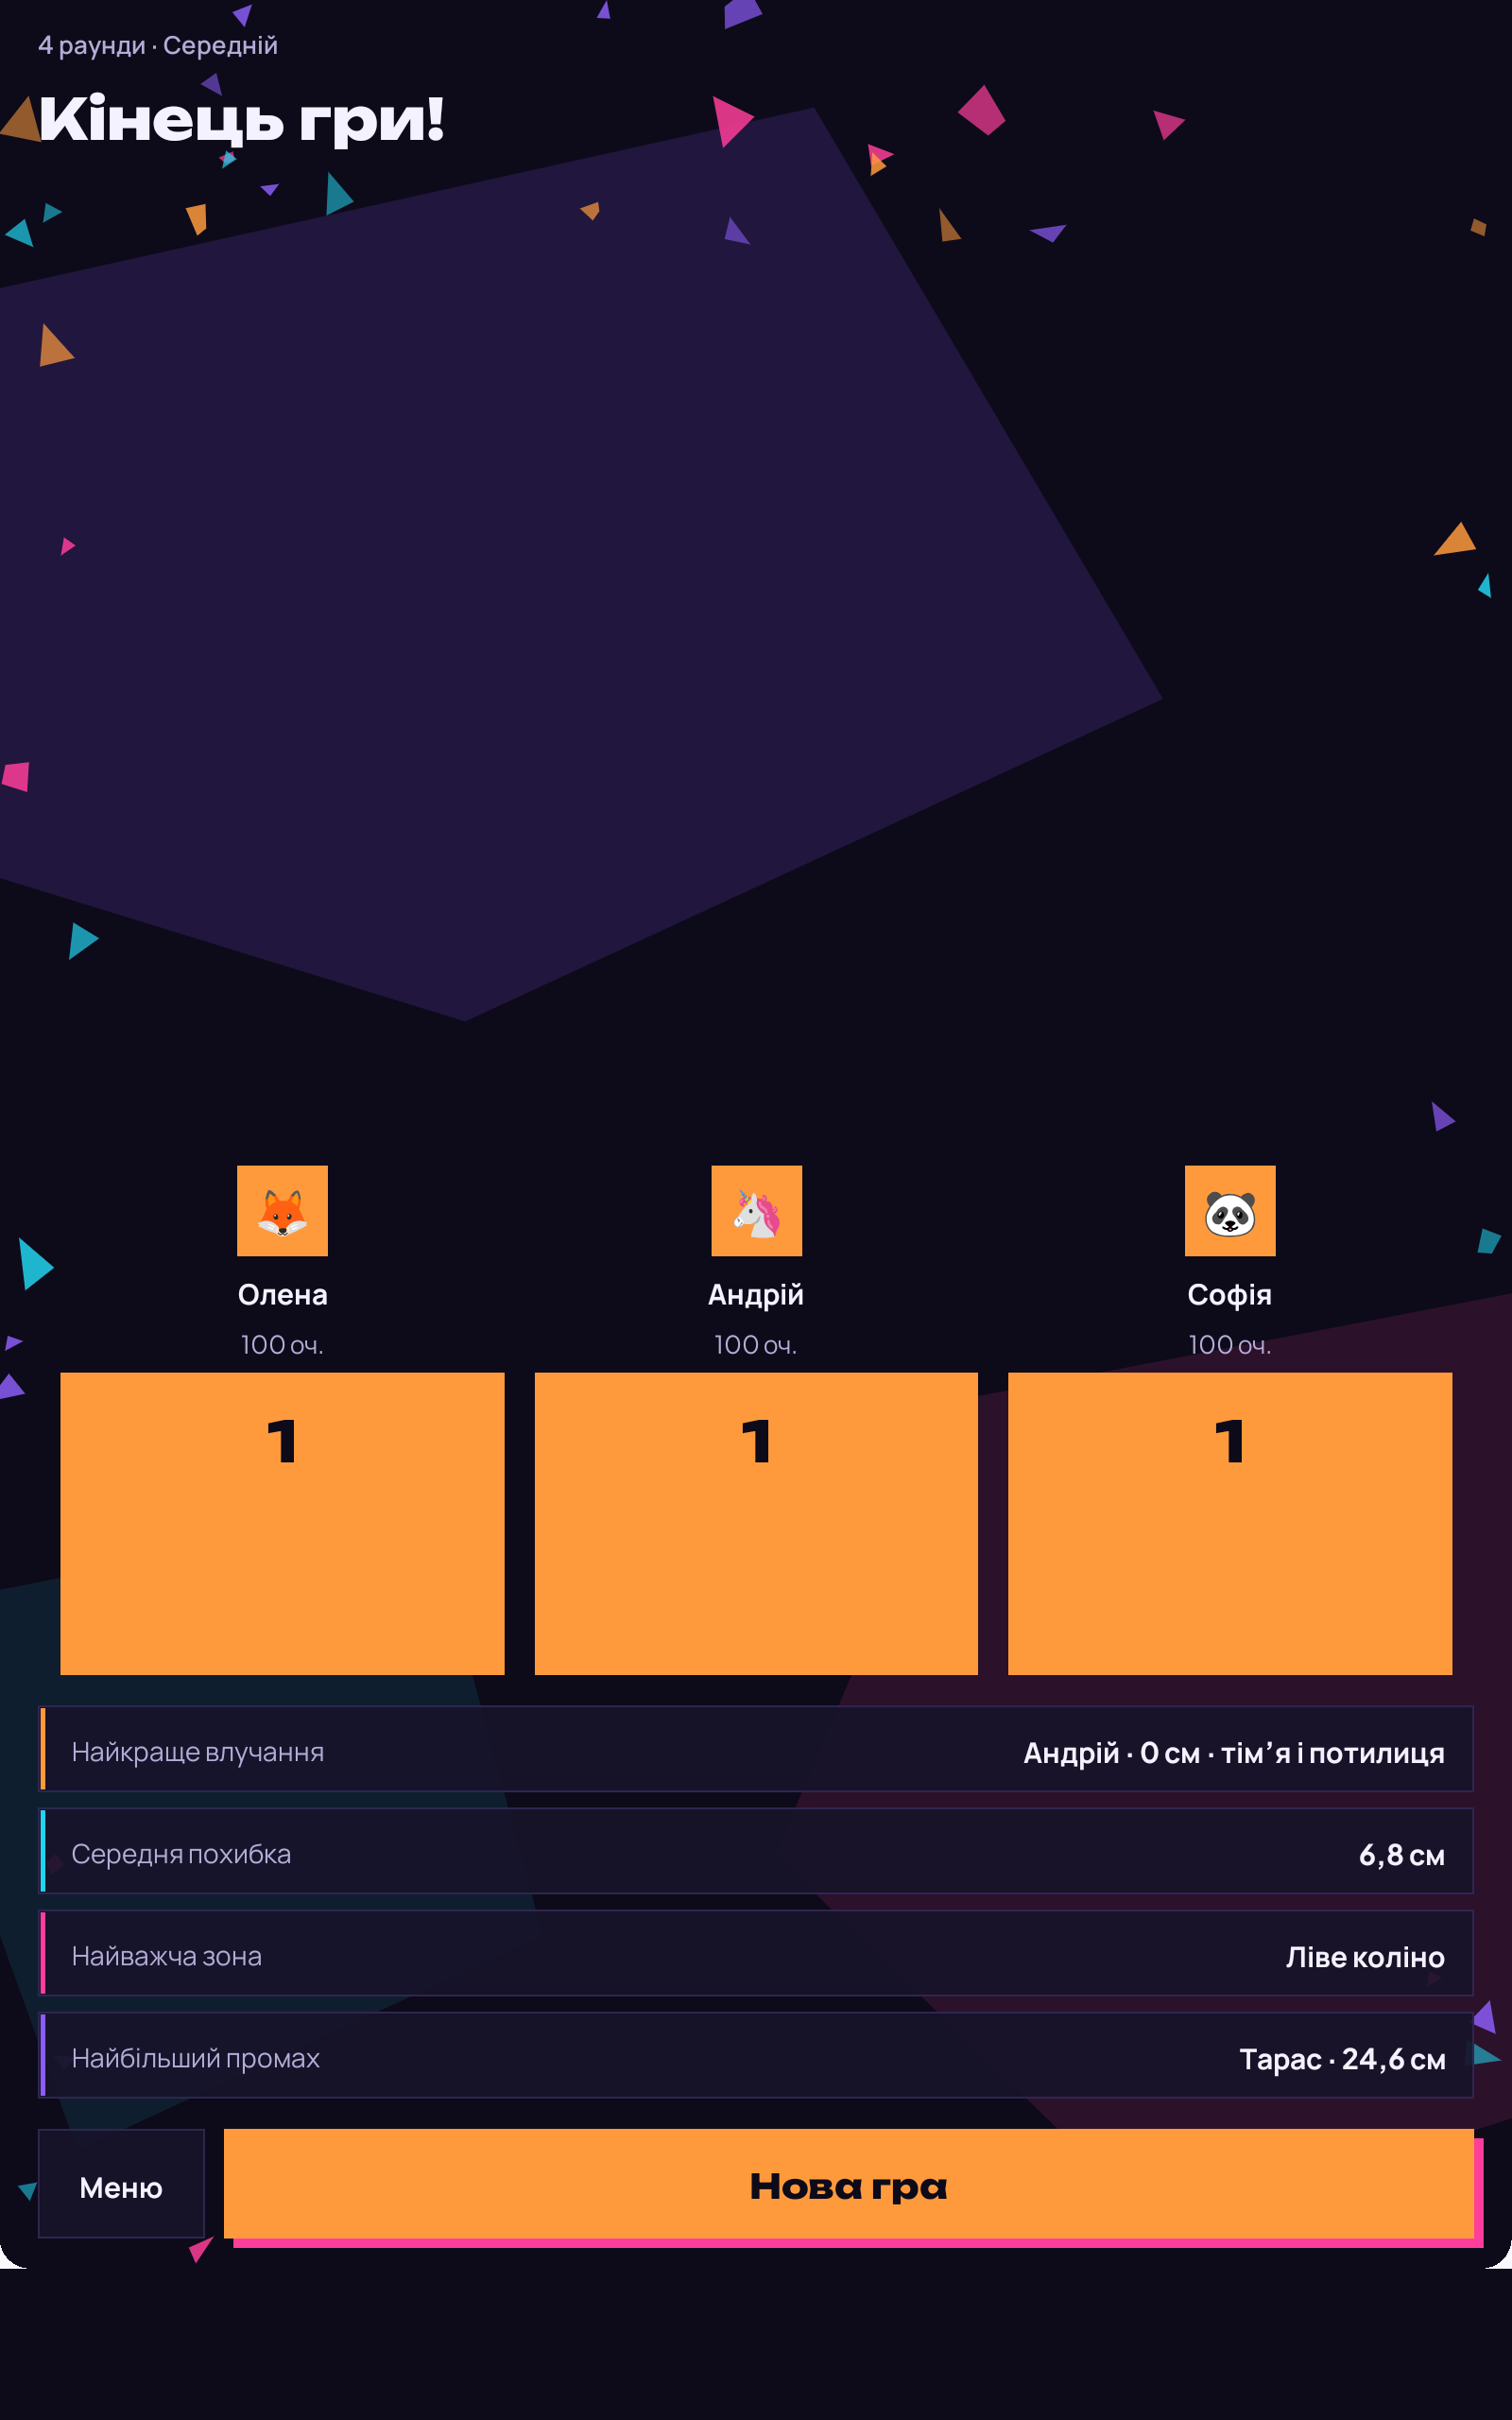 4 раунди · Середній
Кінець гри!
Олена
Андрій
Софія
100 оч.
100 оч.
100 оч.
1
1
1
Найкраще влучання
Андрій · 0 см · тім’я і потилиця
Середня похибка
6,8 см
Найважча зона
Ліве коліно
Найбільший промах
Тарас · 24,6 см
Меню
Нова гра